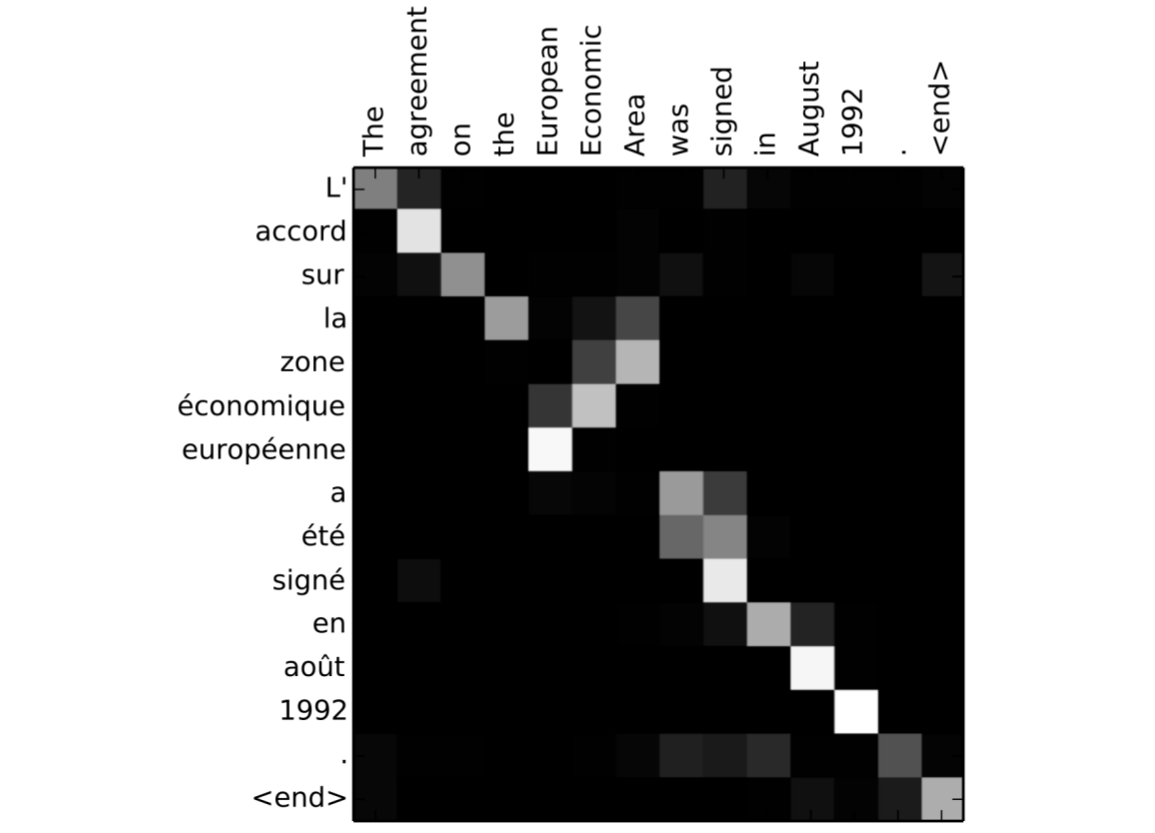 The agreement on the European Economic Area was signed in August 1992 . <end>
L'
accord
sur
la
zone
économique
européenne
a
été
signé
en
août
1992
.
<end>